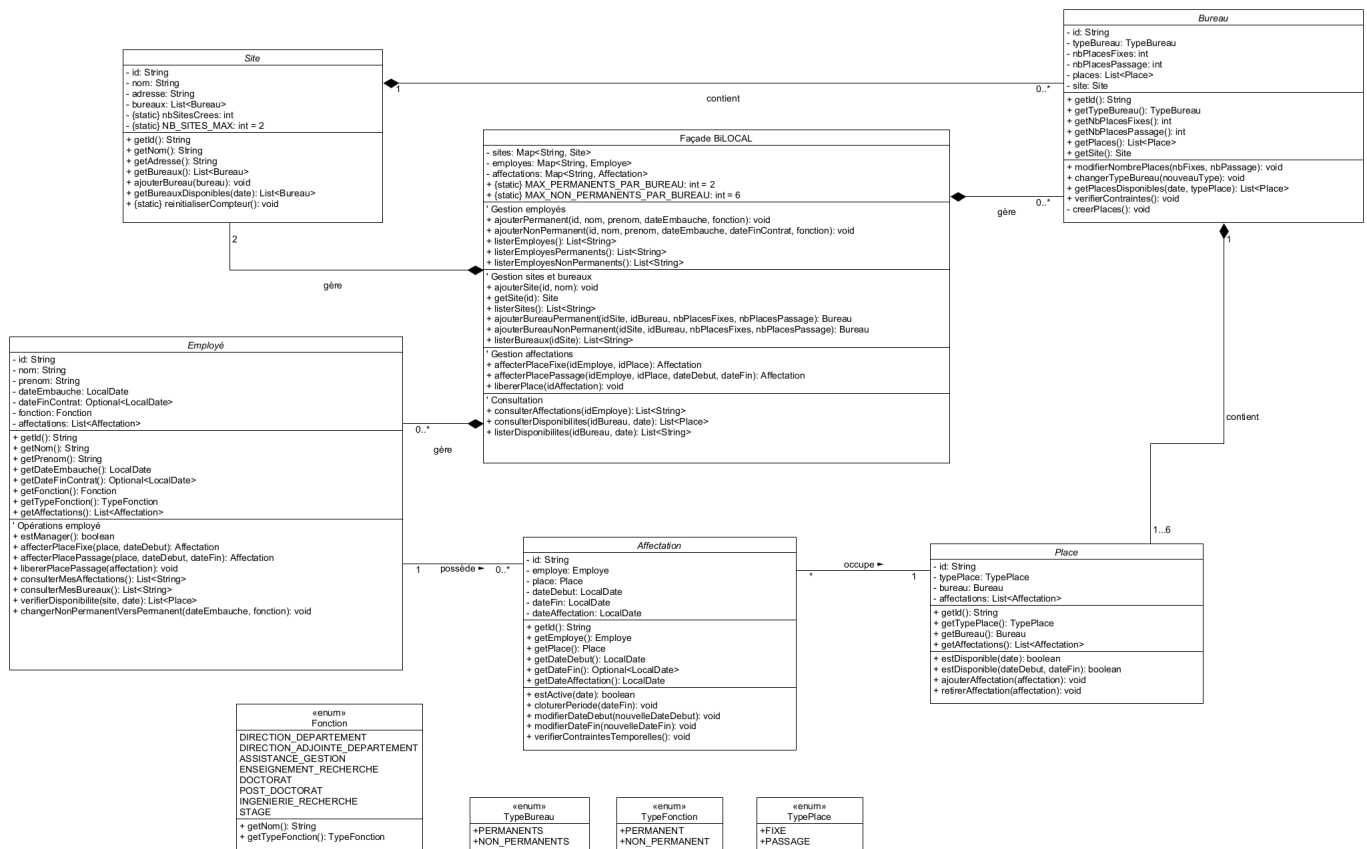 Site
- id: String
- nom: String
- adresse: String
- bureaux: List<Bureau>
- {static} nbSitesCrees: int
- {static} NB_SITES_MAX: int = 2
+ getId(): String
+ getNom(): String
+ getAdresse(): String
+ getBureaux(): List<Bureau>
+ ajouterBureau(bureau): void
+ getBureauxDisponibles(date): List<Bureau>
+ {static} reinitialiserCompteur(): void
1
contient
0..*
Bureau
- id: String
- typeBureau: TypeBureau
- nbPlacesFixes: int
- nbPlacesPassage: int
- places: List<Place>
- site: Site
+ getId(): String
+ getTypeBureau(): TypeBureau
+ getNbPlacesFixes(): int
+ getNbPlacesPassage(): int
+ getPlaces(): List<Place>
+ getSite(): Site
+ modifierNombrePlaces(nbFixes, nbPassage): void
+ changerTypeBureau(nouveauType): void
+ getPlacesDisponibles(date, typePlace): List<Place>
+ verifierContraintes(): void
- creerPlaces(): void
Façade BiLOCAL
- sites: Map<String, Site>
- employes: Map<String, Employe>
- affectations: Map<String, Affectation>
+ {static} MAX_PERMANENTS_PAR_BUREAU: int = 2
+ {static} MAX_NON_PERMANENTS_PAR_BUREAU: int = 6
' Gestion employés
+ ajouterPermanent(id, nom, prenom, dateEmbauche, fonction): void
+ ajouterNonPermanent(id, nom, prenom, dateEmbauche, dateFinContrat, fonction): void
+ listerEmployes(): List<String>
+ listerEmployesPermanents(): List<String>
+ listerEmployesNonPermanents(): List<String>
' Gestion sites et bureaux
+ ajouterSite(id, nom): void
+ getSite(id): Site
+ listerSites(): List<String>
+ ajouterBureauPermanent(idSite, idBureau, nbPlacesFixes, nbPlacesPassage): Bureau
+ ajouterBureauNonPermanent(idSite, idBureau, nbPlacesFixes, nbPlacesPassage): Bureau
+ listerBureaux(idSite): List<String>
' Gestion affectations
+ affecterPlaceFixe(idEmploye, idPlace): Affectation
+ affecterPlacePassage(idEmploye, idPlace, dateDebut, dateFin): Affectation
+ libererPlace(idAffectation): void
' Consultation
+ consulterAffectations(idEmploye): List<String>
+ consulterDisponibilites(idBureau, date): List<Place>
+ listerDisponibilites(idBureau, date): List<String>
gère
0..*
2
gère
1
contient
1...6
Employé
- id: String
- nom: String
- prenom: String
- dateEmbauche: LocalDate
- dateFinContrat: Optional<LocalDate>
- fonction: Fonction
- affectations: List<Affectation>
+ getId(): String
+ getNom(): String
+ getPrenom(): String
+ getDateEmbauche(): LocalDate
+ getDateFinContrat(): Optional<LocalDate>
+ getFonction(): Fonction
+ getTypeFonction(): TypeFonction
+ getAffectations(): List<Affectation>
' Opérations employé
+ estManager(): boolean
+ affecterPlaceFixe(place, dateDebut): Affectation
+ affecterPlacePassage(place, dateDebut, dateFin): Affectation
+ libererPlacePassage(affectation): void
+ consulterMesAffectations(): List<String>
+ consulterMesBureaux(): List<String>
+ verifierDisponibilite(site, date): List<Place>
+ changerNonPermanentVersPermanent(dateEmbauche, fonction): void
0..*
gère
1 possède ► 0..*
Affectation
- id: String
- employe: Employe
- place: Place
- dateDebut: LocalDate
- dateFin: LocalDate
- dateAffectation: LocalDate
+ getId(): String
+ getEmploye(): Employe
+ getPlace(): Place
+ getDateDebut(): LocalDate
+ getDateFin(): Optional<LocalDate>
+ getDateAffectation(): LocalDate
+ estActive(date): boolean
+ cloturerPeriode(dateFin): void
+ modifierDateDebut(nouvelleDateDebut): void
+ modifierDateFin(nouvelleDateFin): void
+ verifierContraintesTemporelles(): void
occupe ►
*
1
Place
- id: String
- typePlace: TypePlace
- bureau: Bureau
- affectations: List<Affectation>
+ getId(): String
+ getTypePlace(): TypePlace
+ getBureau(): Bureau
+ getAffectations(): List<Affectation>
+ estDisponible(date): boolean
+ estDisponible(dateDebut, dateFin): boolean
+ ajouterAffectation(affectation): void
+ retirerAffectation(affectation): void
«enum»
Fonction
DIRECTION_DEPARTEMENT
DIRECTION_ADJOINTE_DEPARTEMENT
ASSISTANCE_GESTION
ENSEIGNEMENT_RECHERCHE
DOCTORAT
POST_DOCTORAT
INGENIERIE_RECHERCHE
STAGE
+ getNom(): String
+ getTypeFonction(): TypeFonction
«enum»
TypeBureau
+PERMANENTS
+NON_PERMANENTS
«enum»
TypeFonction
+PERMANENT
+NON_PERMANENT
«enum»
TypePlace
+FIXE
+PASSAGE